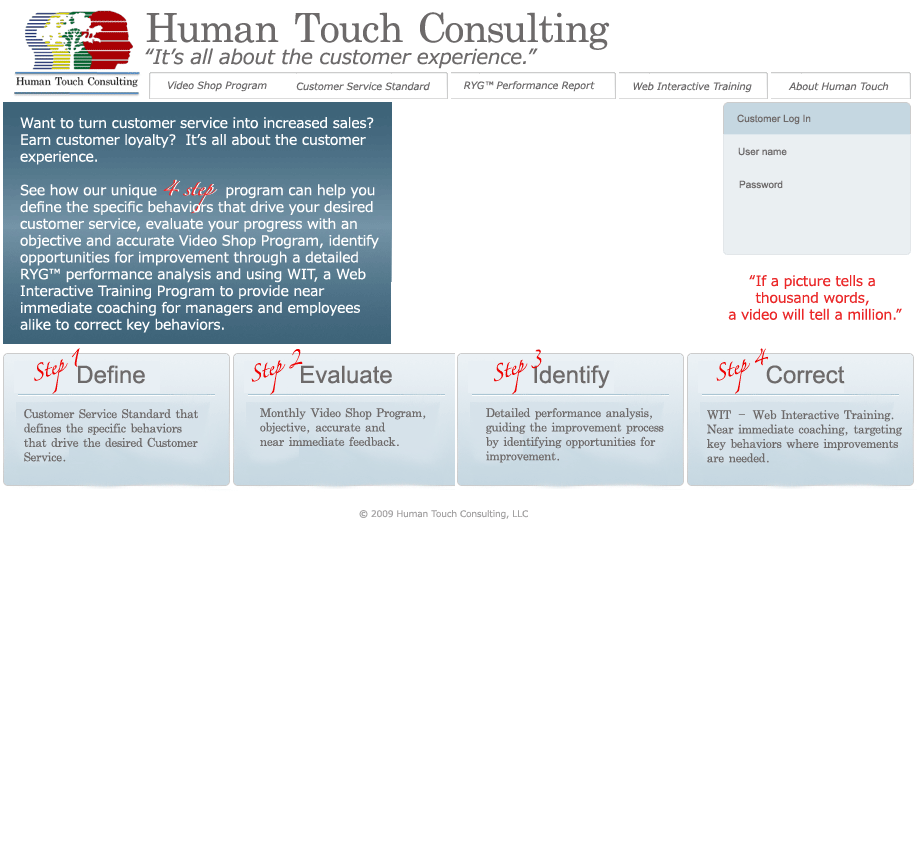 Human Touch Consulting
“It’s all about the customer experience.”
Human Touch Consulting
Video Shop Program
Customer Service Standard
RYG™ Performance Report
Web Interactive Training
About Human Touch
Want to turn customer service into increased sales?
Earn customer loyalty? It’s all about the customer
experience.
See how our unique 4 step program can help you
define the specific behaviors that drive your desired
customer service, evaluate your progress with an
objective and accurate Video Shop Program, identify
opportunities for improvement through a detailed
RYG™ performance analysis and using WIT, a Web
Interactive Training Program to provide near
immediate coaching for managers and employees
alike to correct key behaviors.
Customer Log In
User name
Password
“If a picture tells a
thousand words,
a video will tell a million.”
Step 1 Define
Customer Service Standard that
defines the specific behaviors
that drive the desired Customer
Service.
Step 2 Evaluate
Monthly Video Shop Program,
objective, accurate and
near immediate feedback.
Step 3 Identify
Detailed performance analysis,
guiding the improvement process
by identifying opportunities for
improvement.
Step 4 Correct
WIT - Web Interactive Training.
Near immediate coaching, targeting
key behaviors where improvements
are needed.
© 2009 Human Touch Consulting, LLC